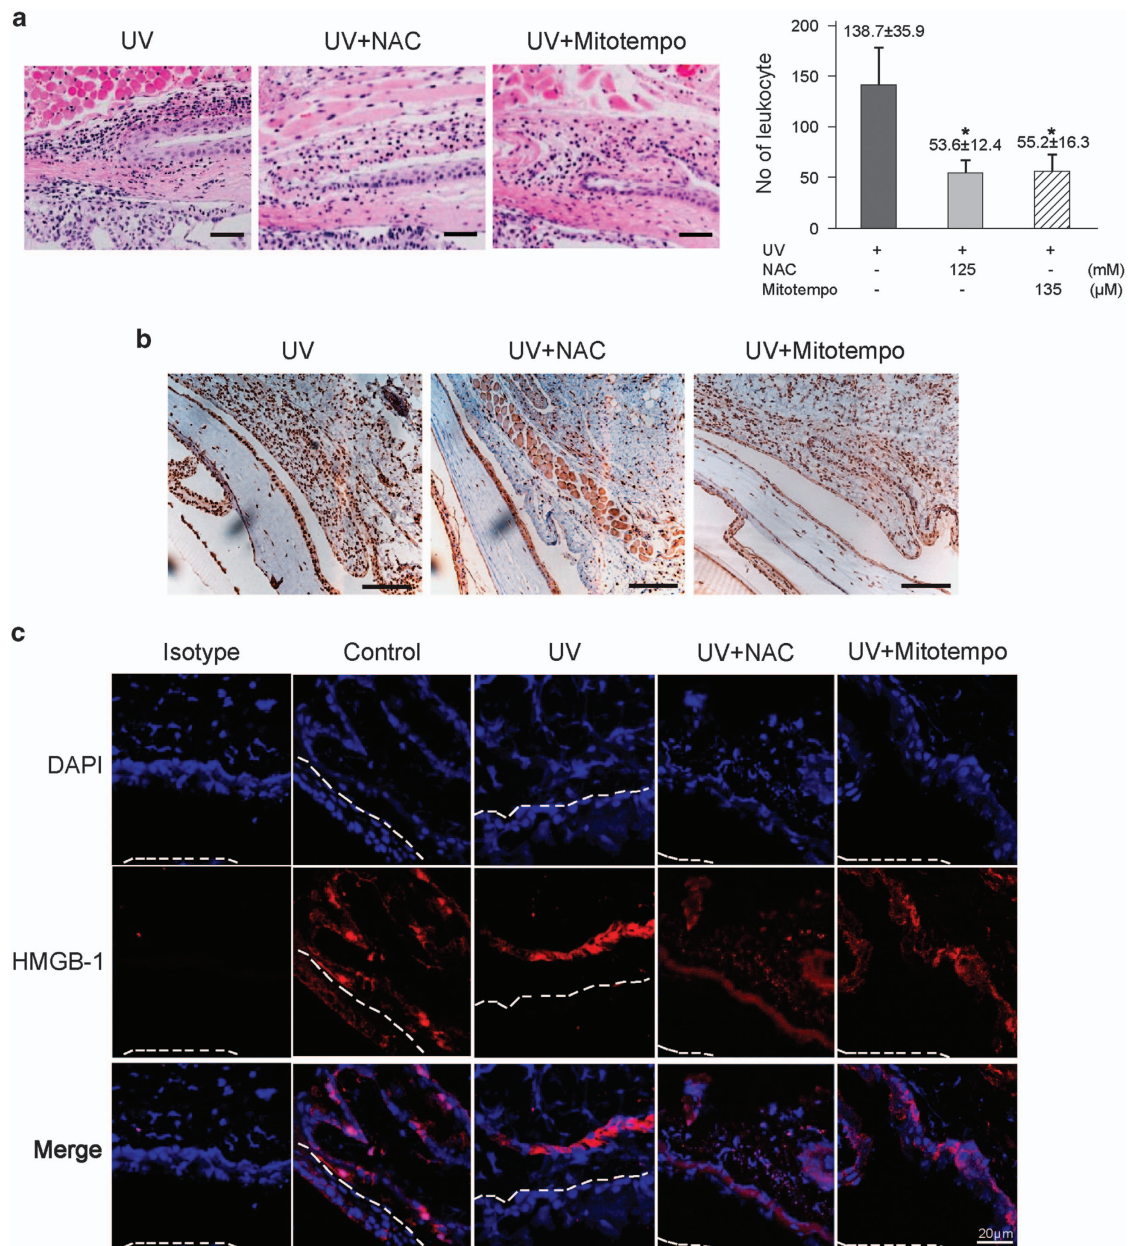 a
UV
UV+NAC
UV+Mitotempo
No of leukocyte
200
150
100
50
0
138.7±35.9
*
53.6±12.4
*
55.2±16.3
UV + + +
NAC - 125 - (mM)
Mitotempo - - 135 (µM)
b
UV
UV+NAC
UV+Mitotempo
c
Isotype
Control
UV
UV+NAC
UV+Mitotempo
DAPI
HMGB-1
Merge
20µm